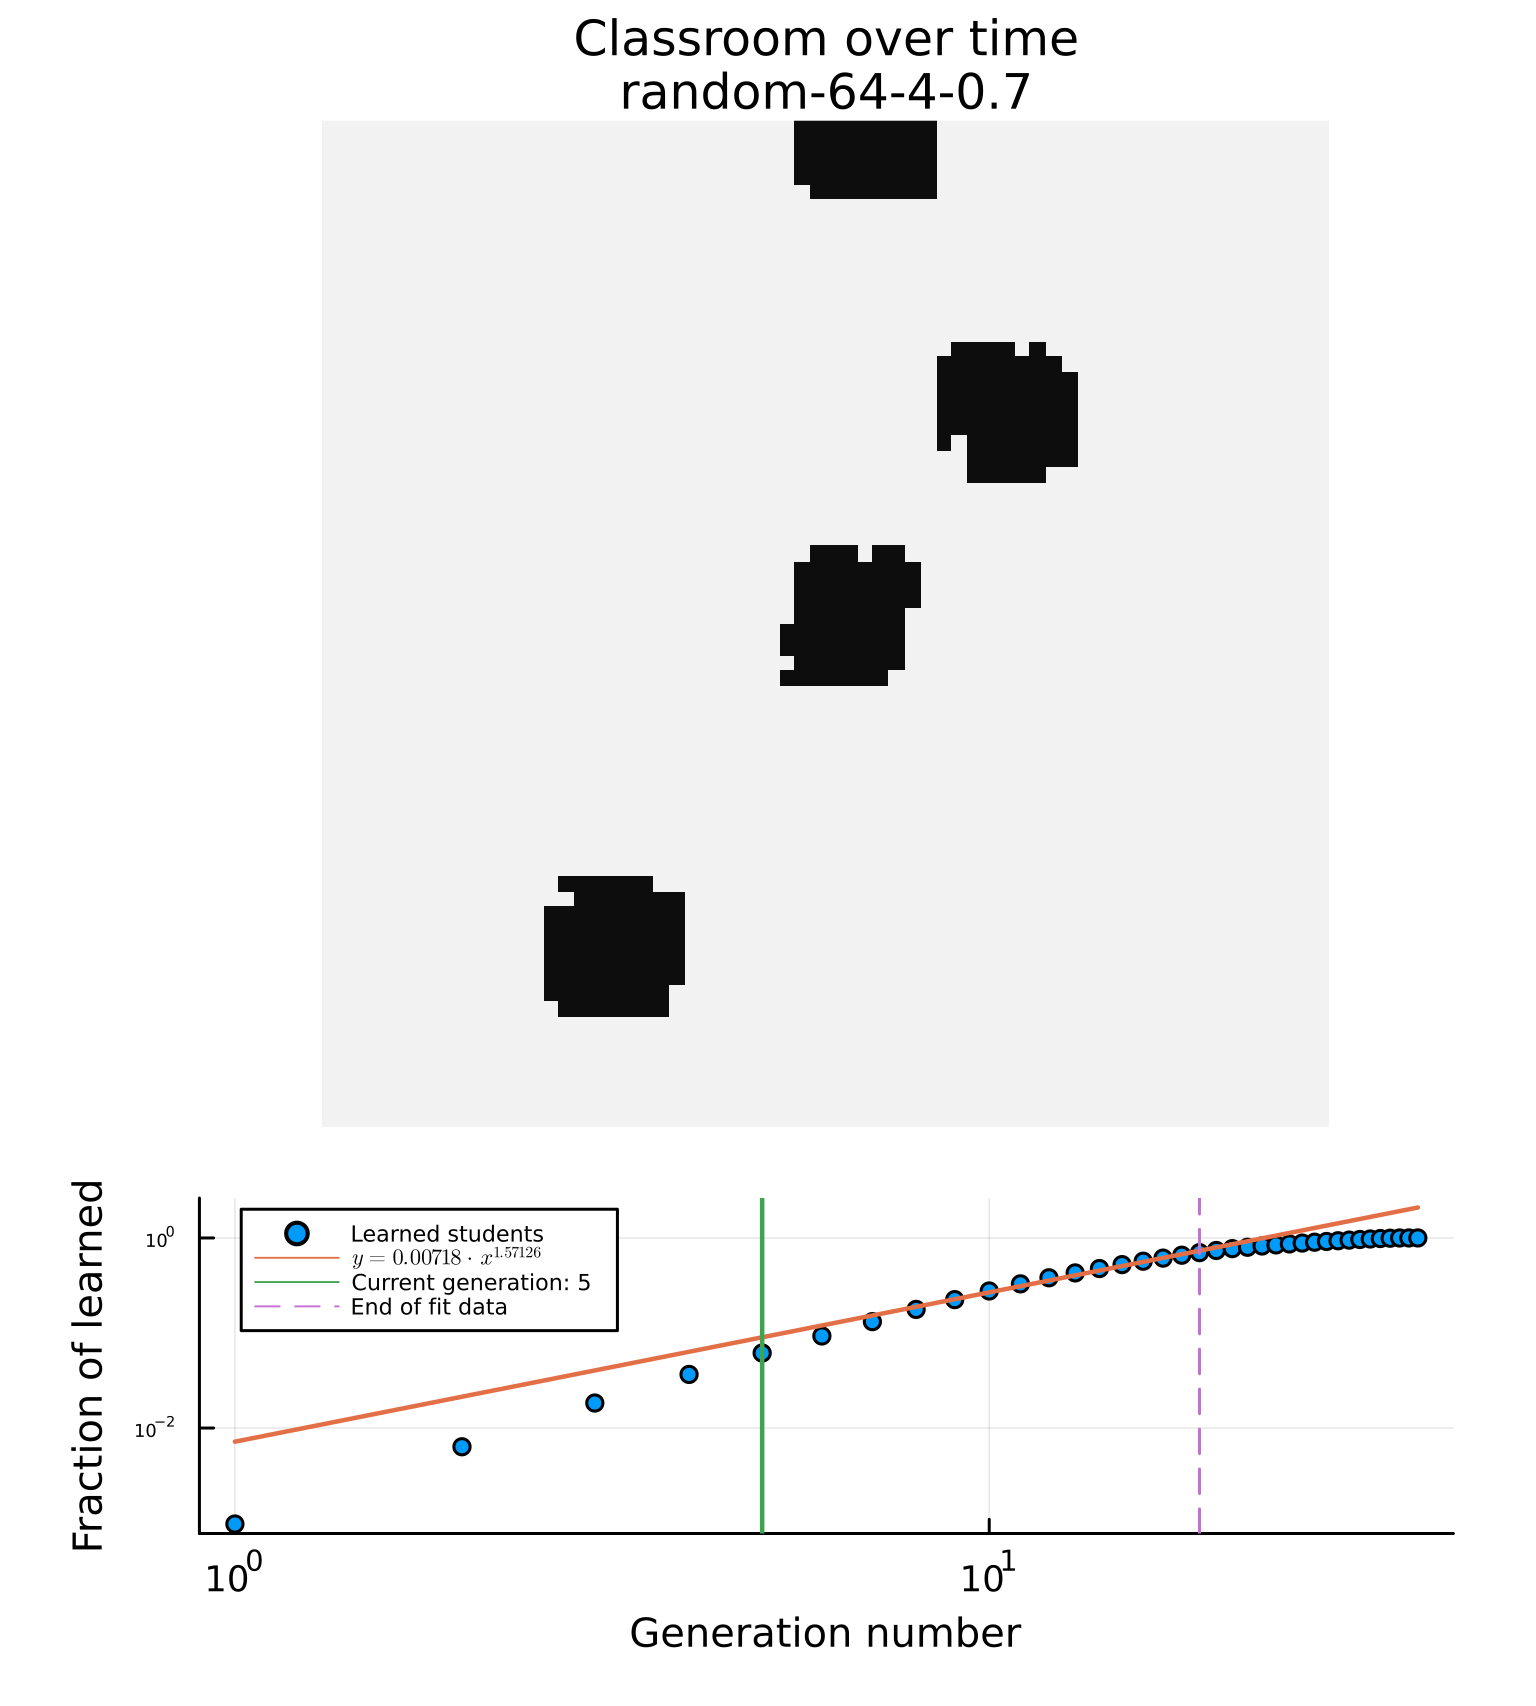 Classroom over time
random-64-4-0.7
Fraction of learned
10^0
10^-2
Learned students
y = 0.00718 · x^1.57126
Current generation: 5
End of fit data
10^0
10^1
Generation number